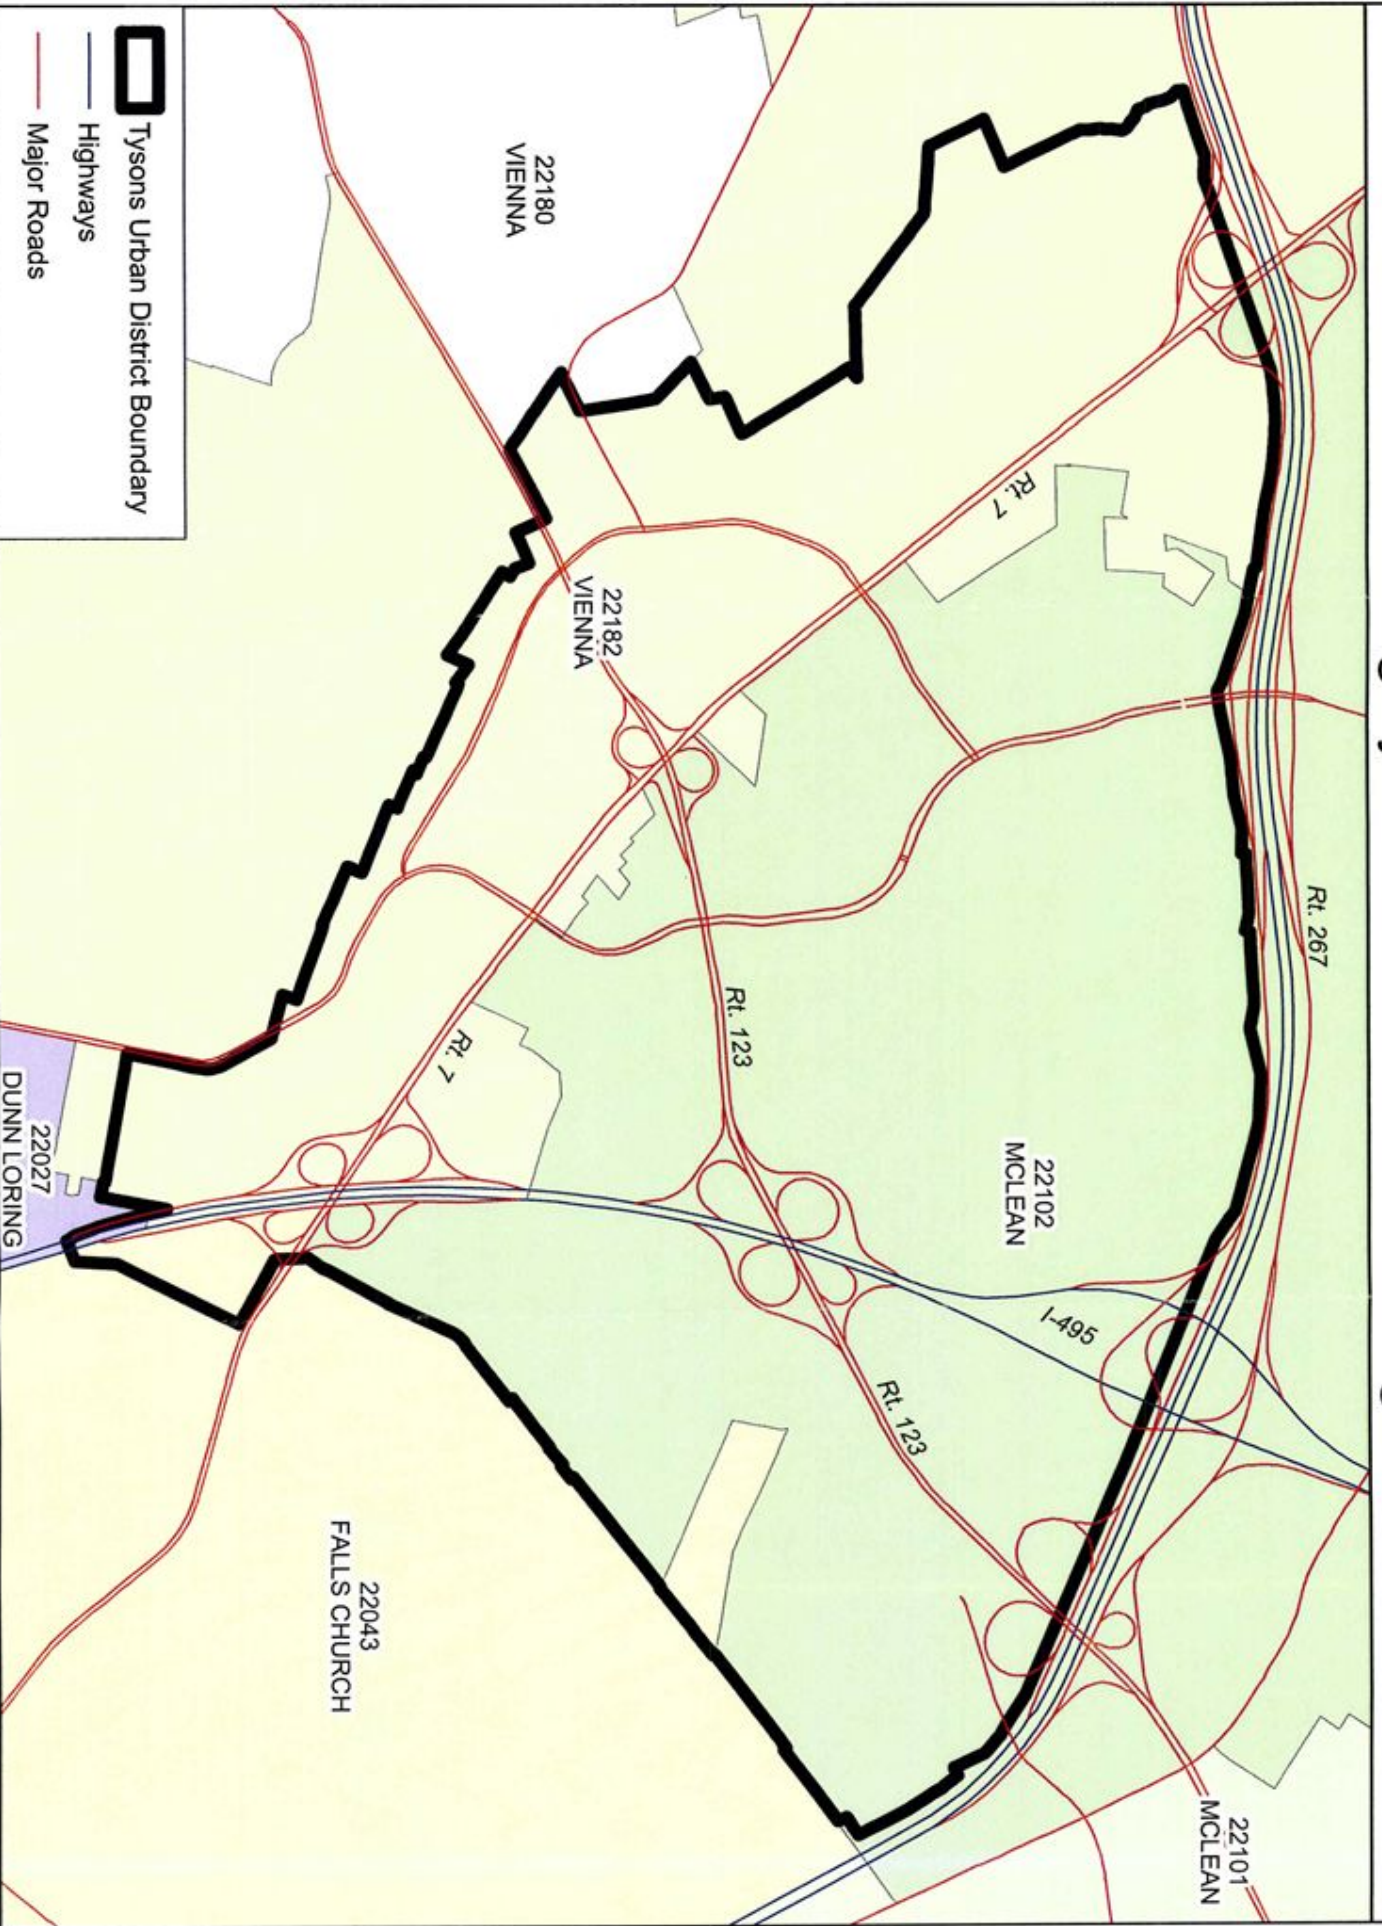 Rt. 267
22101
MCLEAN
I-495
22102
MCLEAN
Rt. 7
Rt. 123
Rt. 123
22182
VIENNA
22180
VIENNA
Rt. 7
22043
FALLS CHURCH
Tysons Urban District Boundary
Highways
Major Roads
22027
DUNN LORING